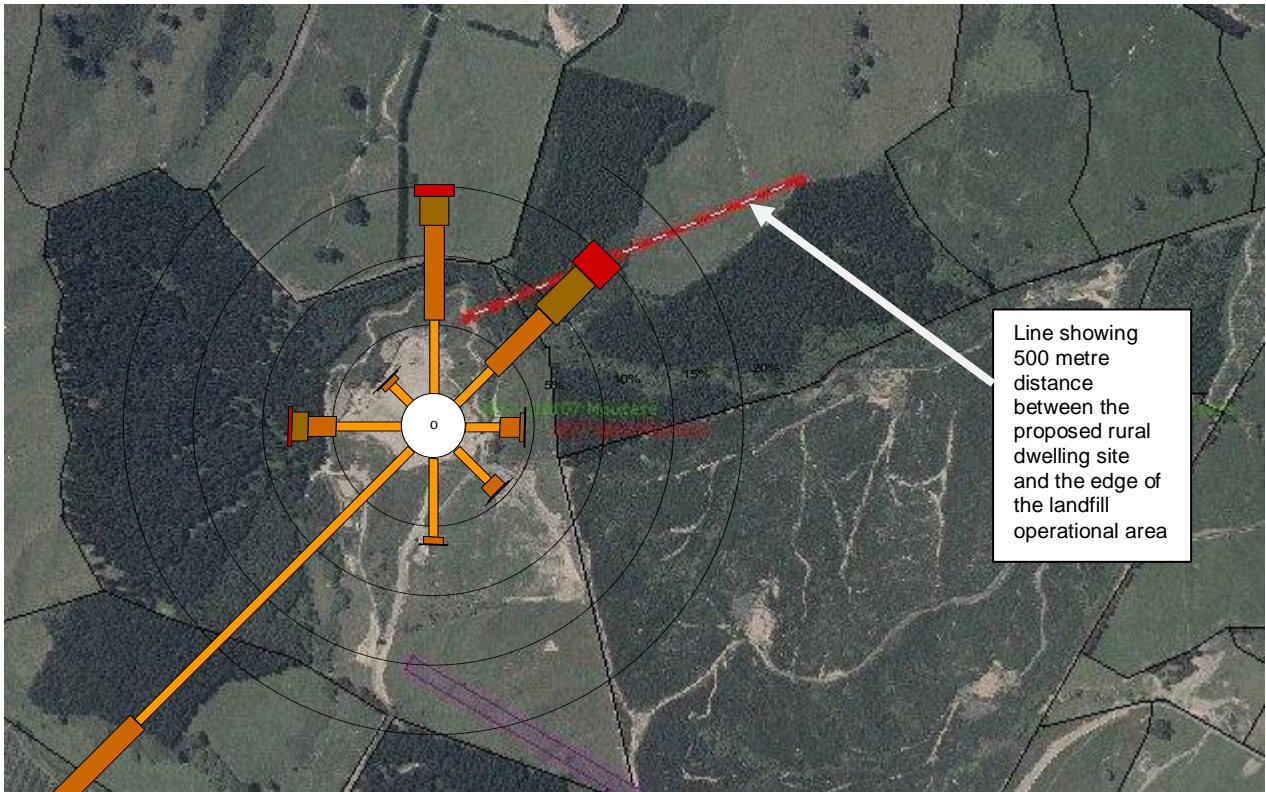 5%
10%
15%
20%
0
Line showing
500 metre
distance
between the
proposed rural
dwelling site
and the edge of
the landfill
operational area